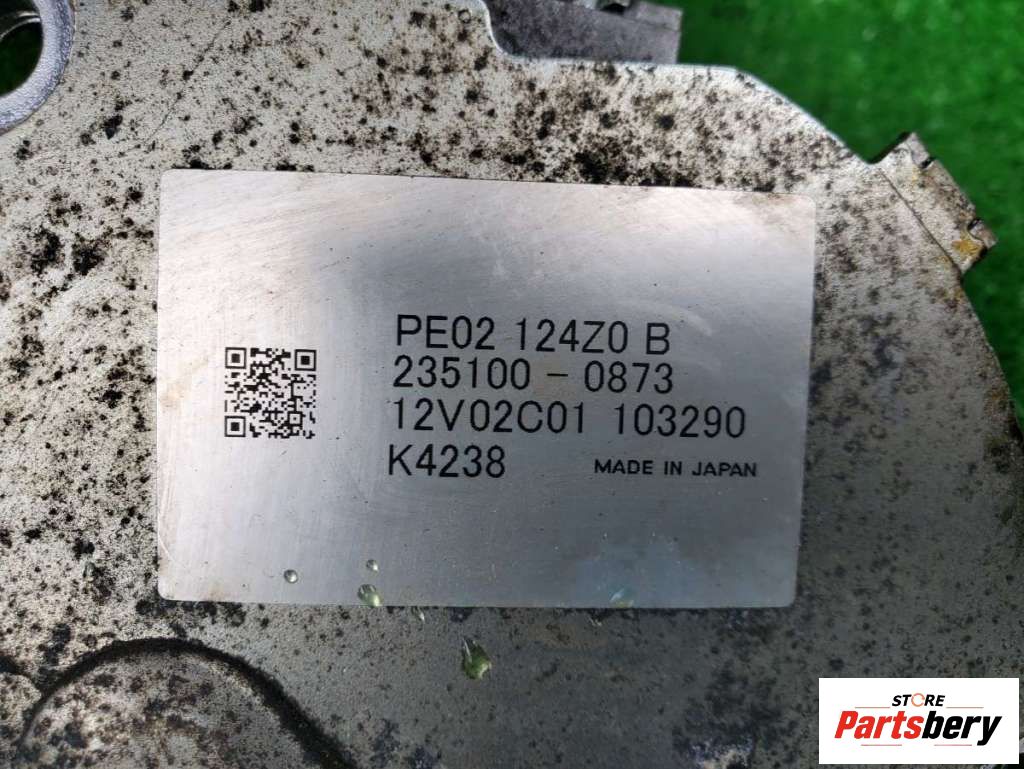 PE02 124Z0 B
235100-0873
12V02C01 103290
K4238 MADE IN JAPAN
STORE
Partsbery